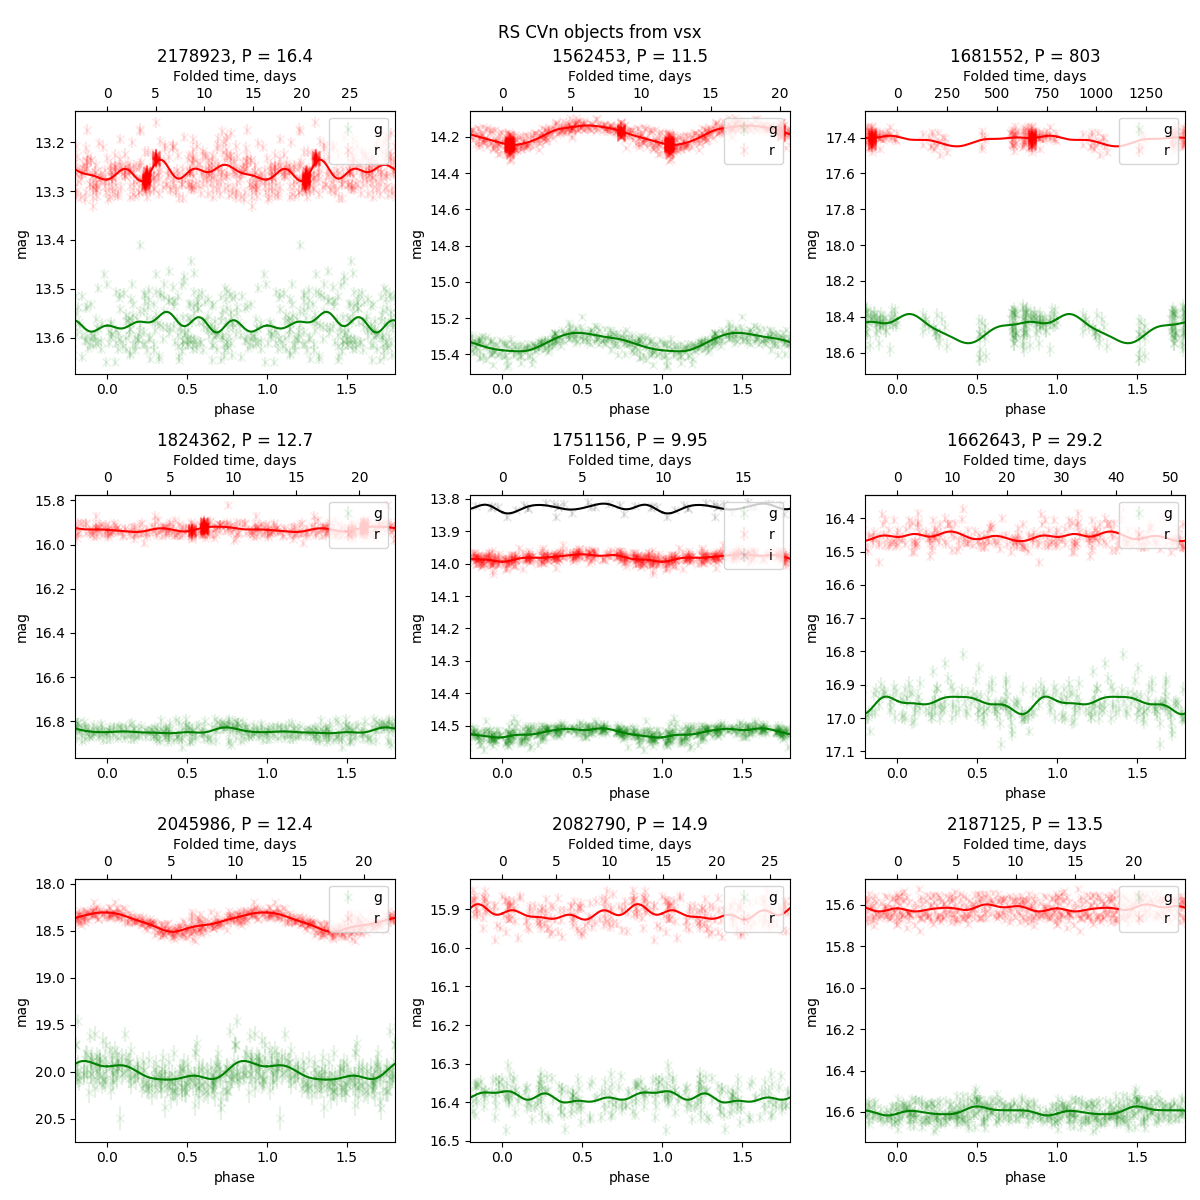 RS CVn objects from vsx
2178923, P = 16.4
Folded time, days
0 5 10 15 20 25
13.2
13.3
13.4
13.5
13.6
mag
g
r
0.0 0.5 1.0 1.5
phase
1562453, P = 11.5
Folded time, days
0 5 10 15 20
14.2
14.4
14.6
14.8
15.0
15.2
15.4
mag
g
r
0.0 0.5 1.0 1.5
phase
1681552, P = 803
Folded time, days
0 250 500 750 1000 1250
17.4
17.6
17.8
18.0
18.2
18.4
18.6
mag
g
r
0.0 0.5 1.0 1.5
phase
1824362, P = 12.7
Folded time, days
0 5 10 15 20
15.8
16.0
16.2
16.4
16.6
16.8
mag
g
r
0.0 0.5 1.0 1.5
phase
1751156, P = 9.95
Folded time, days
0 5 10 15
13.8
13.9
14.0
14.1
14.2
14.3
14.4
14.5
mag
g
r
i
0.0 0.5 1.0 1.5
phase
1662643, P = 29.2
Folded time, days
0 10 20 30 40 50
16.4
16.5
16.6
16.7
16.8
16.9
17.0
17.1
mag
g
r
0.0 0.5 1.0 1.5
phase
2045986, P = 12.4
Folded time, days
0 5 10 15 20
18.0
18.5
19.0
19.5
20.0
20.5
mag
g
r
0.0 0.5 1.0 1.5
phase
2082790, P = 14.9
Folded time, days
0 5 10 15 20 25
15.9
16.0
16.1
16.2
16.3
16.4
16.5
mag
g
r
0.0 0.5 1.0 1.5
phase
2187125, P = 13.5
Folded time, days
0 5 10 15 20
15.6
15.8
16.0
16.2
16.4
16.6
mag
g
r
0.0 0.5 1.0 1.5
phase